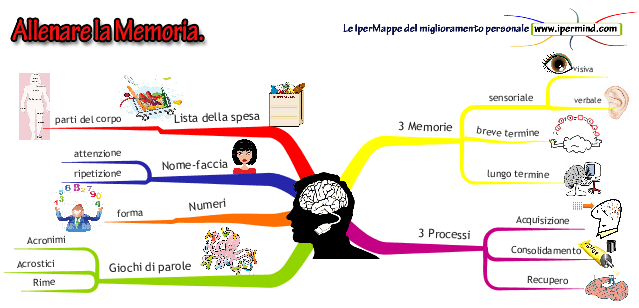 Allenare la Memoria.
Le IperMappe del miglioramento personale
www.ipermind.com
parti del corpo
Lista della spesa
attenzione
ripetizione
Nome-faccia
forma
Numeri
Acronimi
Acrostici
Rime
Giochi di parole
3 Memorie
sensoriale
visiva
verbale
breve termine
lungo termine
3 Processi
Acquisizione
Consolidamento
Recupero